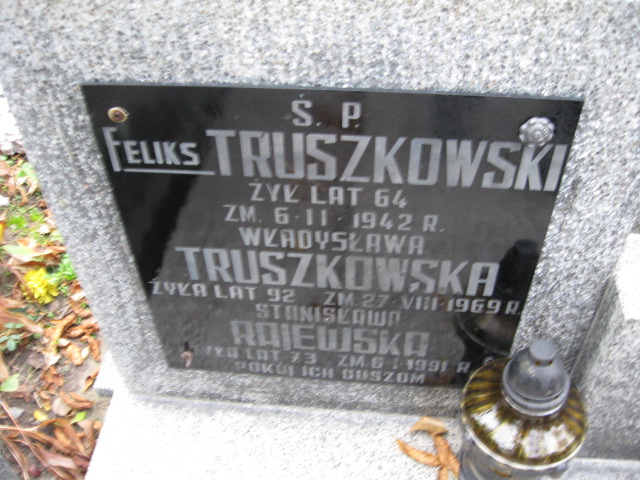 Ś. P.
FELIKS TRUSZKOWSKI
ŻYŁ LAT 64
ZM. 6·II·1942 R.
WŁADYSŁAWA
TRUSZKOWSKA
ŻYŁA LAT 92 ZM. 27·VIII·1969 R
STANISŁAWA
RAJEWSKA
ŻYŁA LAT 73 ZM. 6 1991 R
POKÓJ ICH DUSZOM